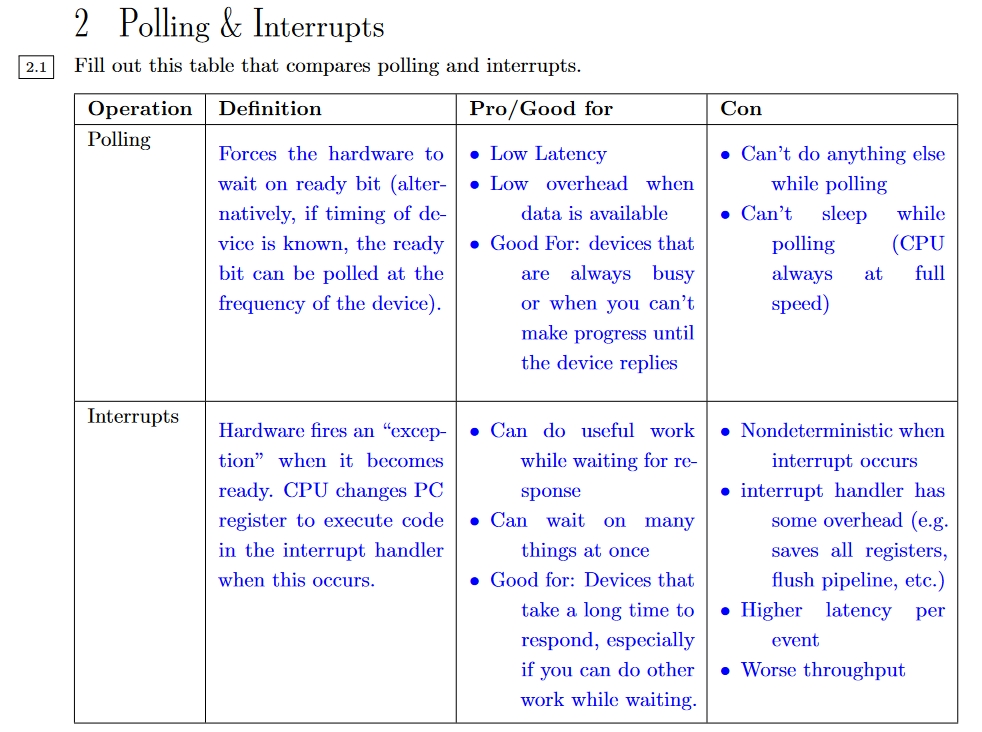 2 Polling & Interrupts
2.1 Fill out this table that compares polling and interrupts.
Operation Definition Pro/Good for Con
Polling
Forces the hardware to
wait on ready bit (alter-
natively, if timing of de-
vice is known, the ready
bit can be polled at the
frequency of the device).
• Low Latency
• Low overhead when
data is available
• Good For: devices that
are always busy
or when you can't
make progress until
the device replies
• Can't do anything else
while polling
• Can't sleep while
polling (CPU
always at full
speed)
Interrupts
Hardware fires an “excep-
tion” when it becomes
ready. CPU changes PC
register to execute code
in the interrupt handler
when this occurs.
• Can do useful work
while waiting for re-
sponse
• Can wait on many
things at once
• Good for: Devices that
take a long time to
respond, especially
if you can do other
work while waiting.
• Nondeterministic when
interrupt occurs
• interrupt handler has
some overhead (e.g.
saves all registers,
flush pipeline, etc.)
• Higher latency per
event
• Worse throughput